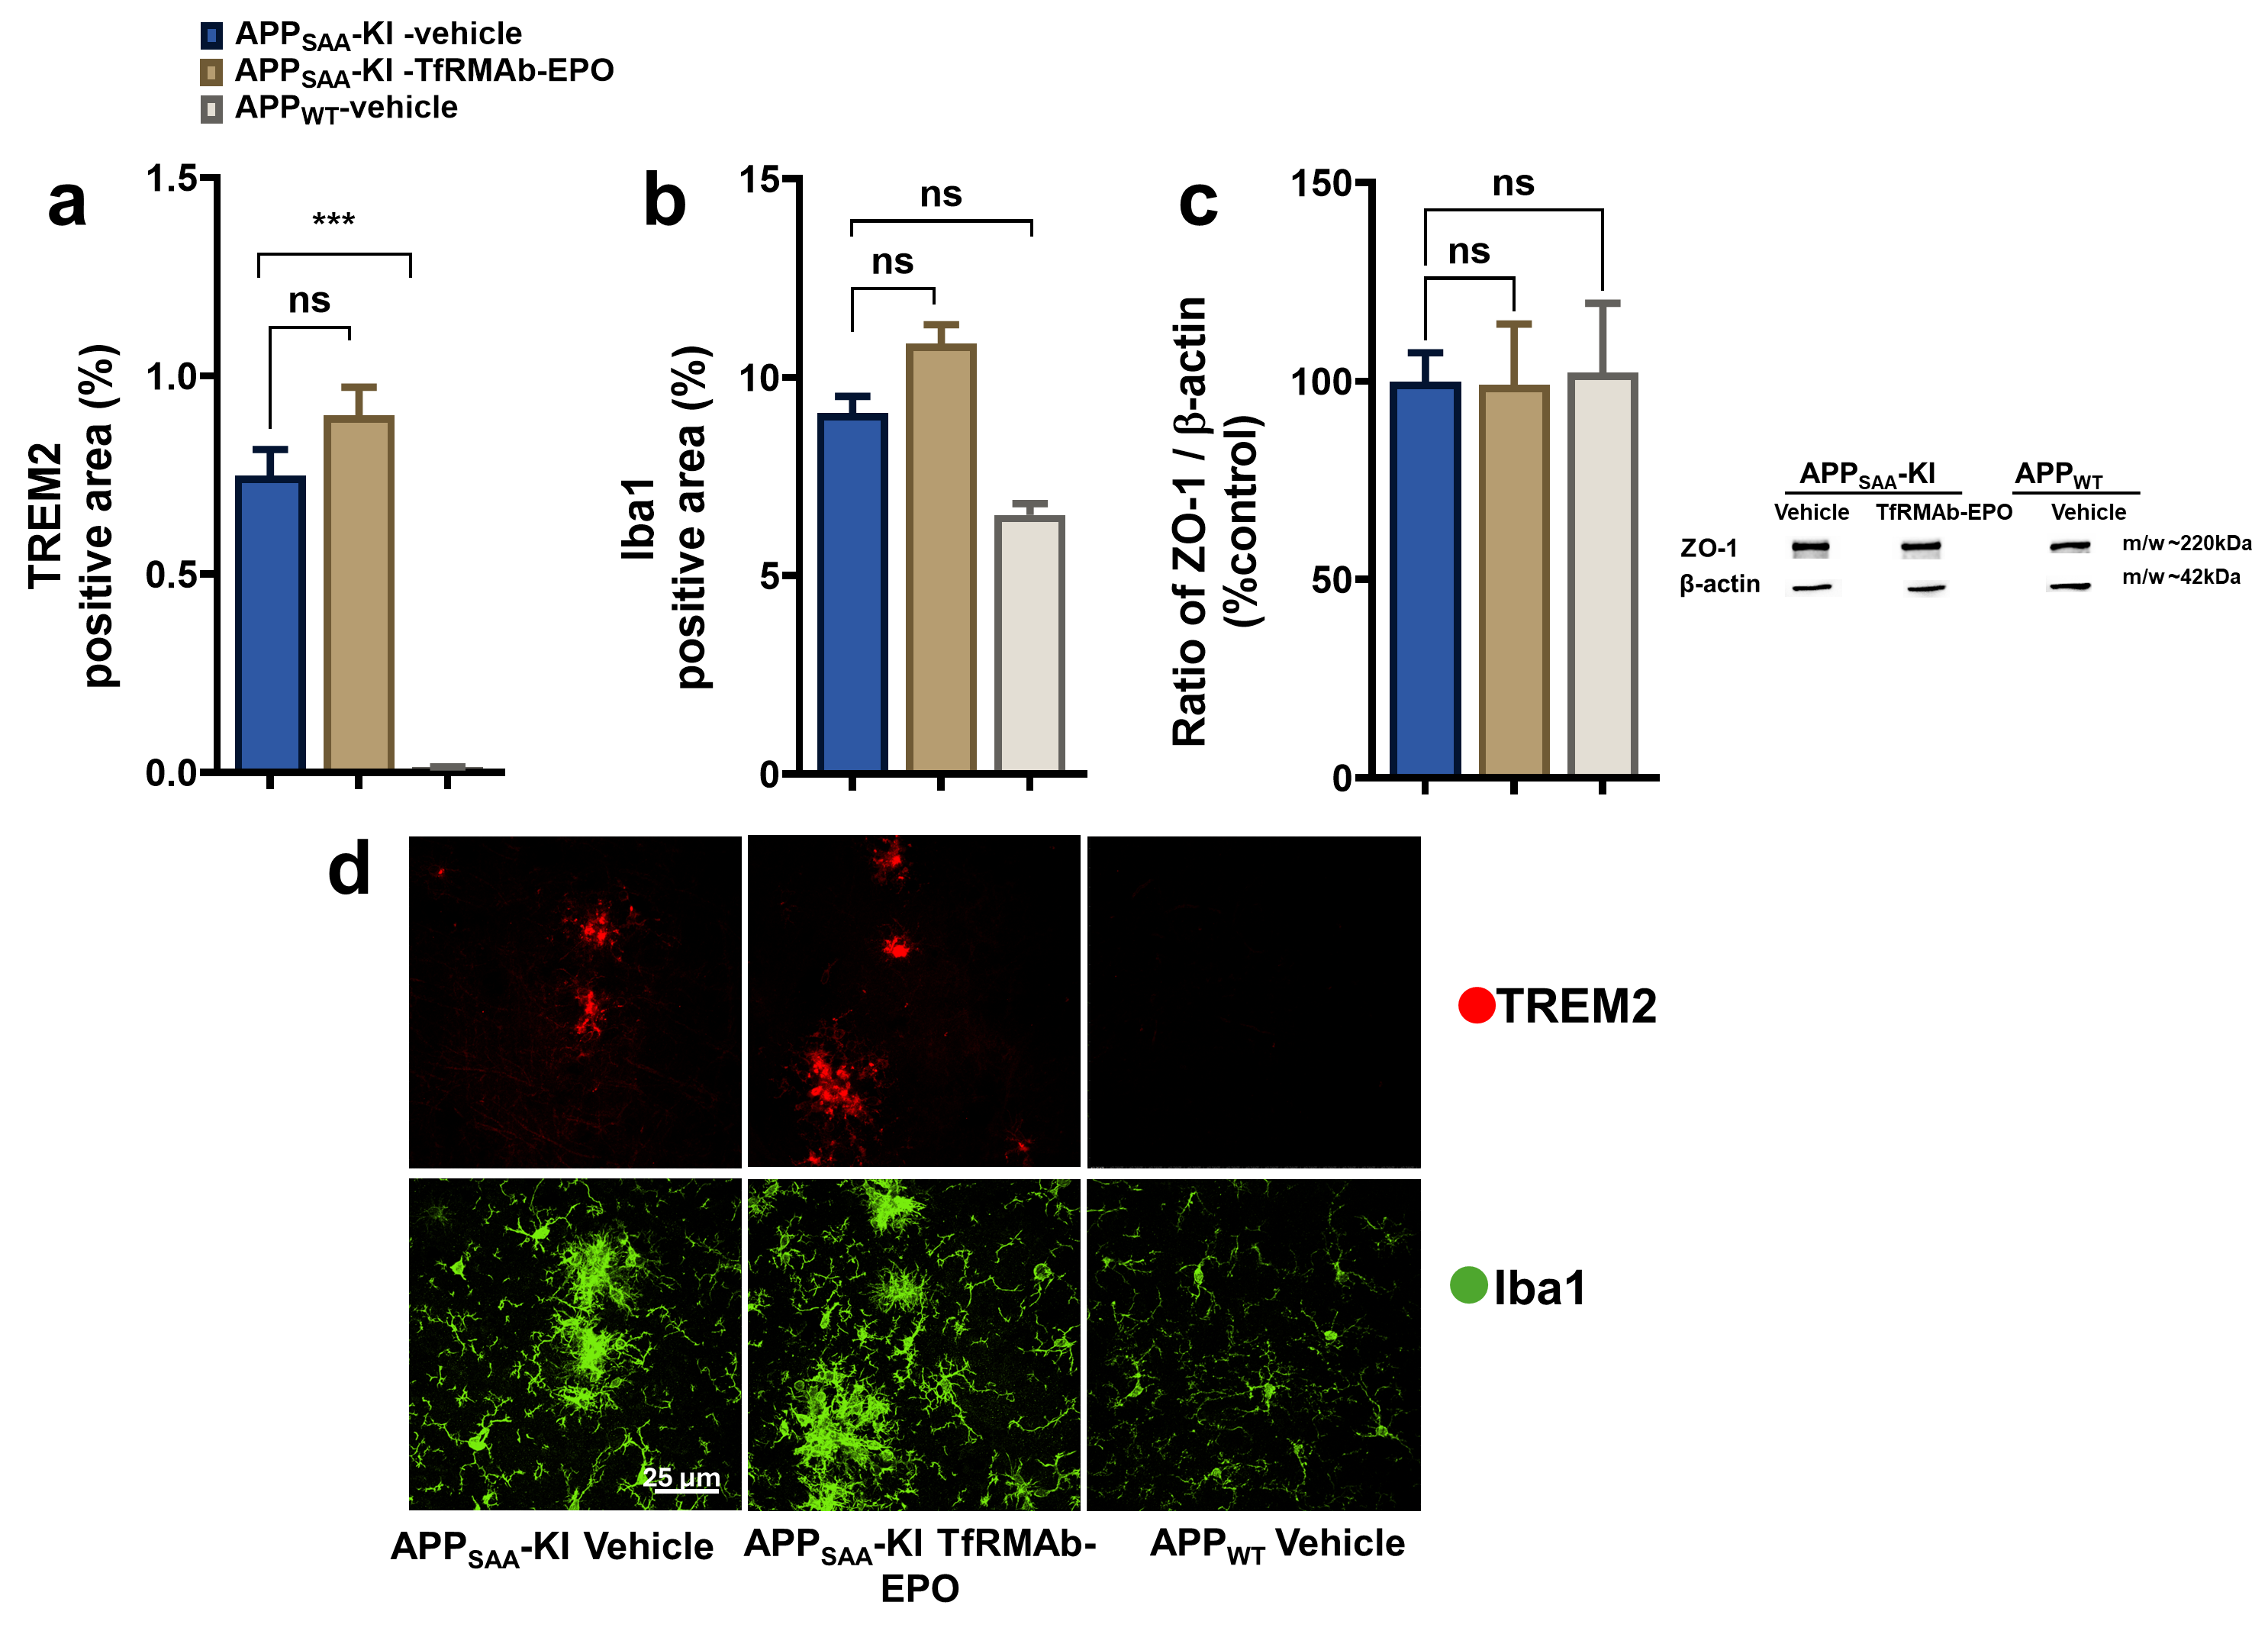 APPSAA-KI -vehicle
APPSAA-KI -TfRMAb-EPO
APPWT-vehicle
a
1.5
1.0
0.5
0.0
TREM2
positive area (%)
***
ns
b
15
10
5
0
Iba1
positive area (%)
ns
ns
c
150
100
50
0
Ratio of ZO-1 / β-actin
(%control)
ns
ns
APPSAA-KI APPWT
Vehicle TfRMAb-EPO Vehicle
ZO-1 m/w ~220kDa
β-actin m/w ~42kDa
d
TREM2
Iba1
25 µm
APPSAA-KI Vehicle
APPSAA-KI TfRMAb-
EPO
APPWT Vehicle